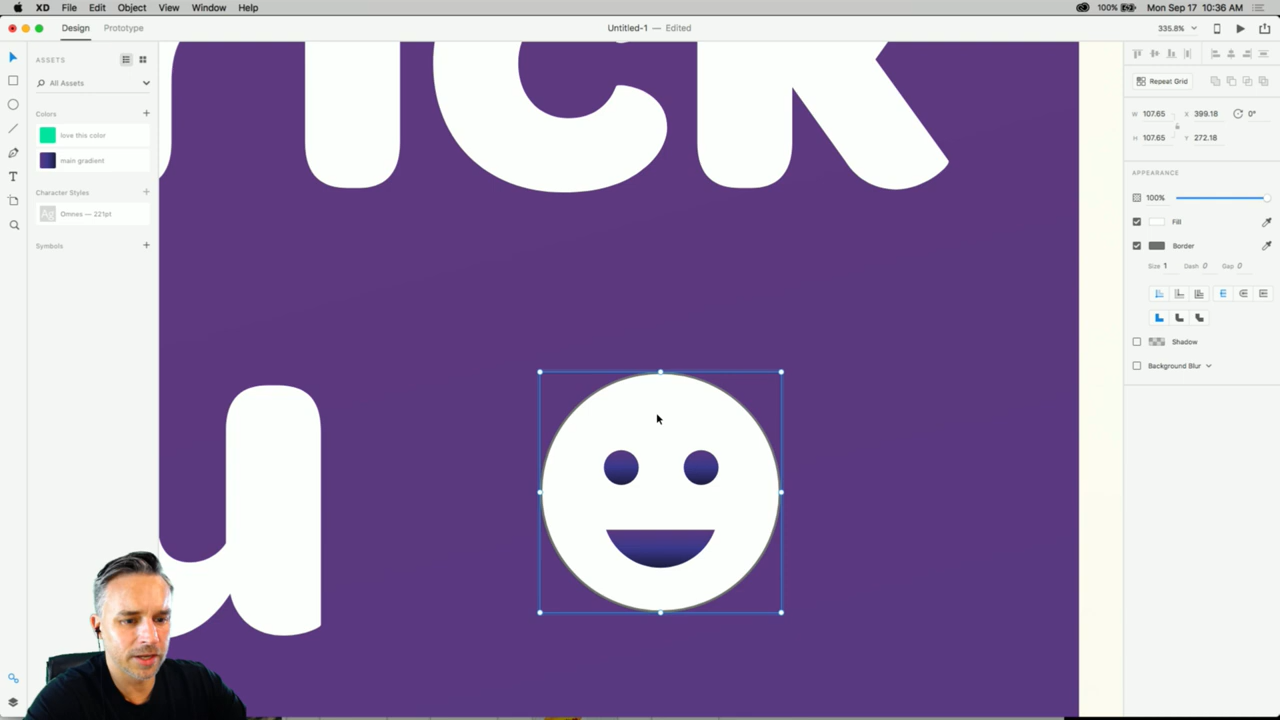 XD File Edit Object View Window Help
100% Mon Sep 17 10:36 AM
Design Prototype
Untitled-1 — Edited
335.8%
ASSETS
All Assets
Colors
love this color
main gradient
Character Styles
Ag Omnes — 221pt
Symbols
ick
u
Repeat Grid
W 107.65 X 399.18 0°
H 107.65 Y 272.18
APPEARANCE
100%
Fill
Border
Size 1 Dash 0 Gap 0
Shadow
Background Blur